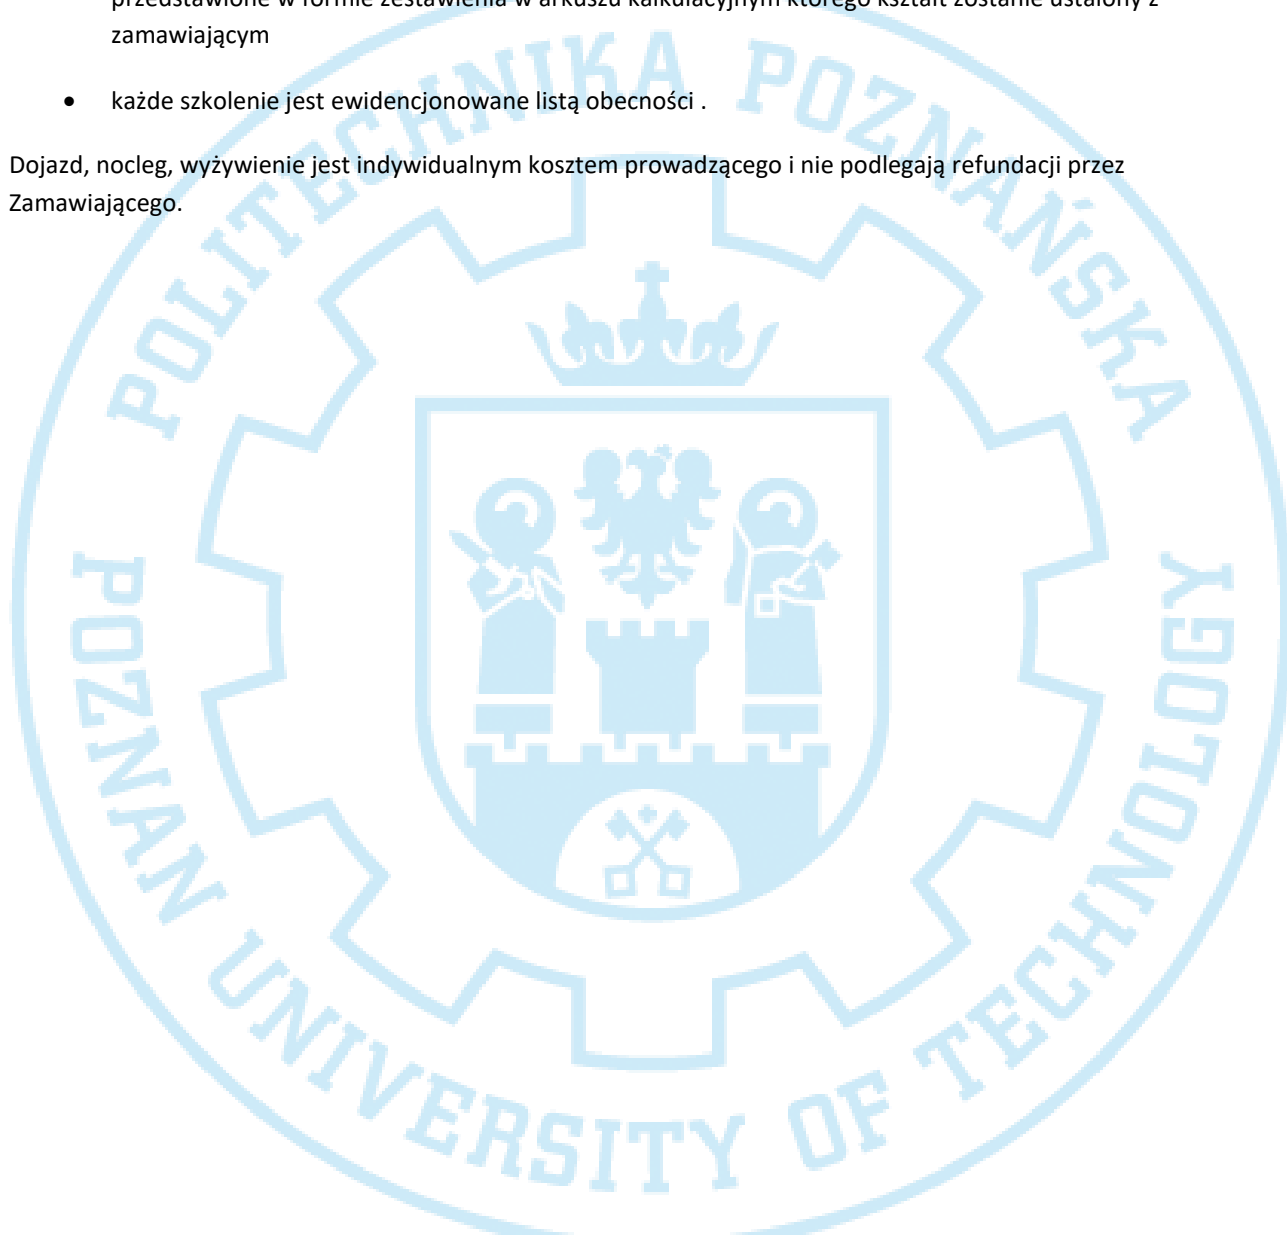 przedstawione w formie zestawienia w arkuszu kalkulacyjnym którego kształt zostanie ustalony z
zamawiającym
• każde szkolenie jest ewidencjonowane listą obecności .
Dojazd, nocleg, wyżywienie jest indywidualnym kosztem prowadzącego i nie podlegają refundacji przez
Zamawiającego.
POLITECHNIKA POZNAŃSKA
POZNAN UNIVERSITY OF TECHNOLOGY